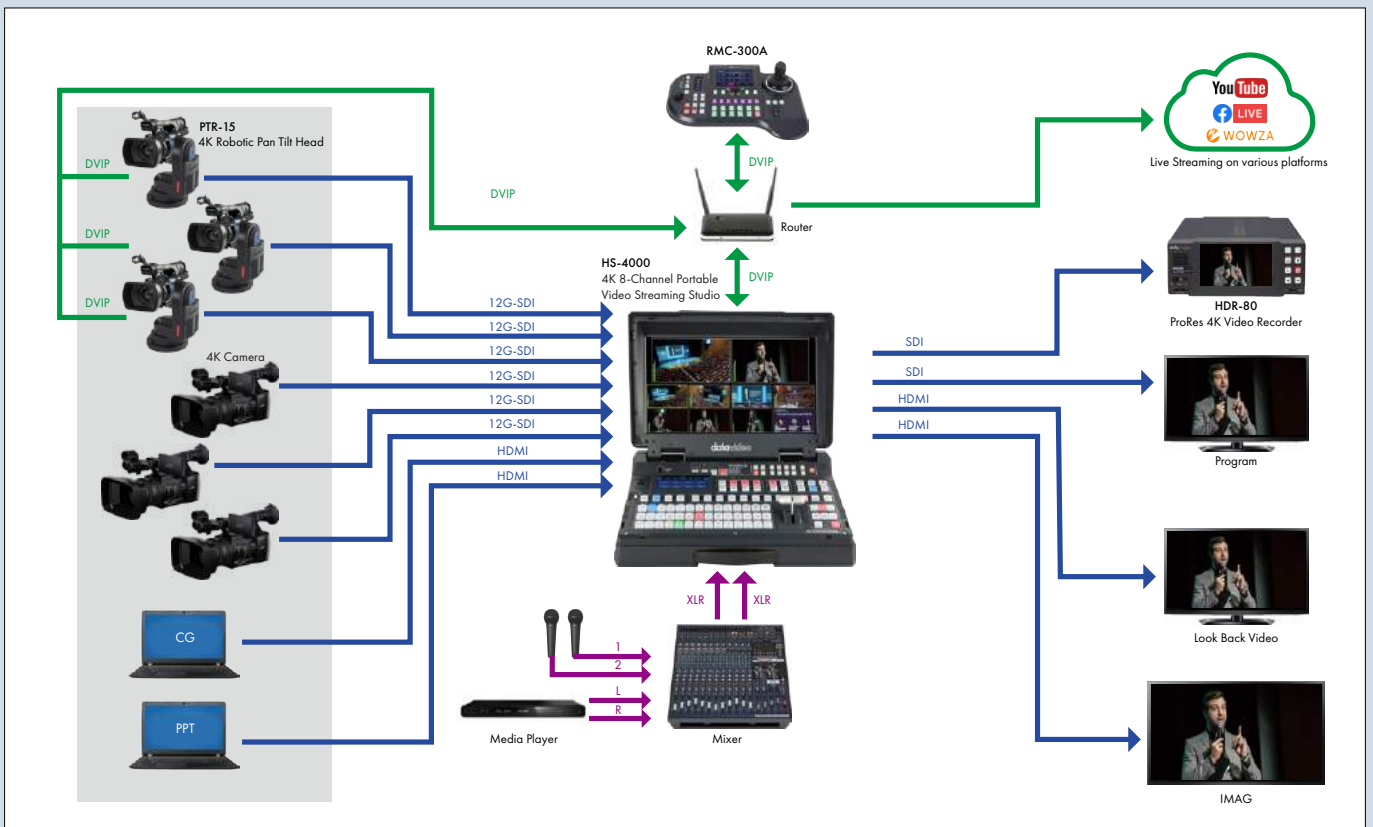 RMC-300A
YouTube
LIVE
WOWZA
Live Streaming on various platforms
PTR-15
4K Robotic Pan Tilt Head
DVIP
DVIP
DVIP
DVIP
DVIP
Router
DVIP
HS-4000
4K 8-Channel Portable
Video Streaming Studio
HDR-80
ProRes 4K Video Recorder
4K Camera
12G-SDI
12G-SDI
12G-SDI
12G-SDI
12G-SDI
12G-SDI
HDMI
HDMI
SDI
SDI
HDMI
HDMI
datavideo
Program
Look Back Video
IMAG
CG
PPT
XLR
XLR
1
2
L
R
Media Player
Mixer